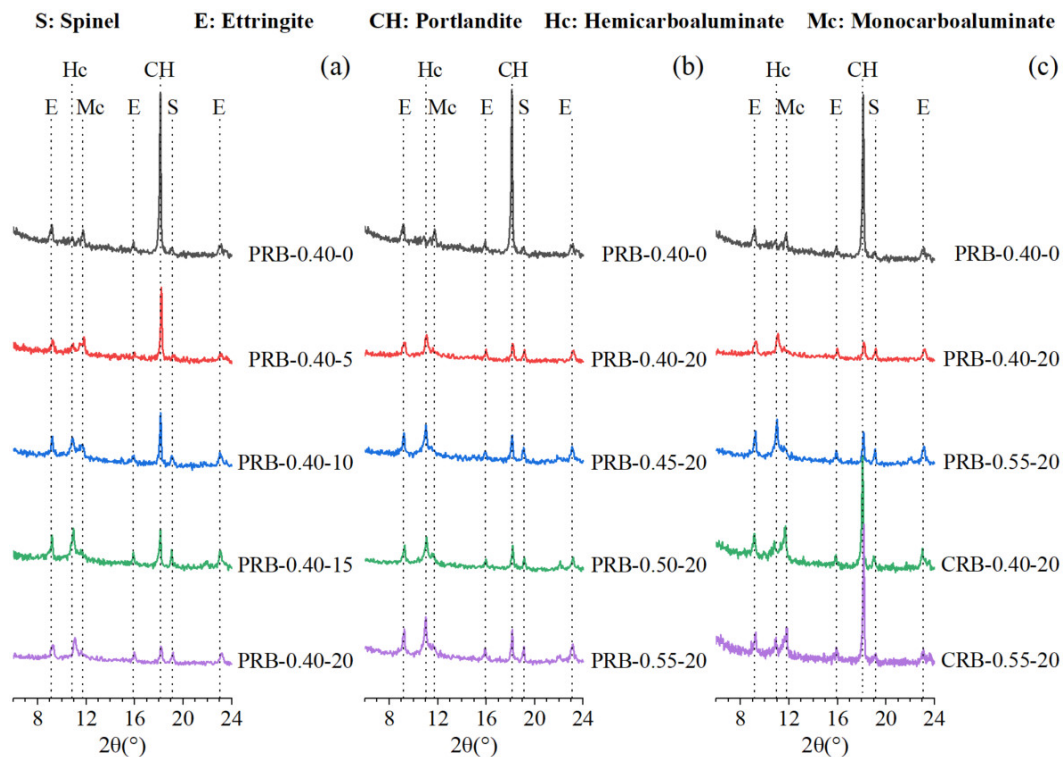 S: Spinel E: Ettringite CH: Portlandite Hc: Hemicarboaluminate Mc: Monocarboaluminate
(a)
Hc CH
E Mc E S E
PRB-0.40-0
PRB-0.40-5
PRB-0.40-10
PRB-0.40-15
PRB-0.40-20
8 12 16 20 24
2θ(°)
(b)
Hc CH
E Mc E S E
PRB-0.40-0
PRB-0.40-20
PRB-0.45-20
PRB-0.50-20
PRB-0.55-20
8 12 16 20 24
2θ(°)
(c)
Hc CH
E Mc E S E
PRB-0.40-0
PRB-0.40-20
PRB-0.55-20
CRB-0.40-20
CRB-0.55-20
8 12 16 20 24
2θ(°)